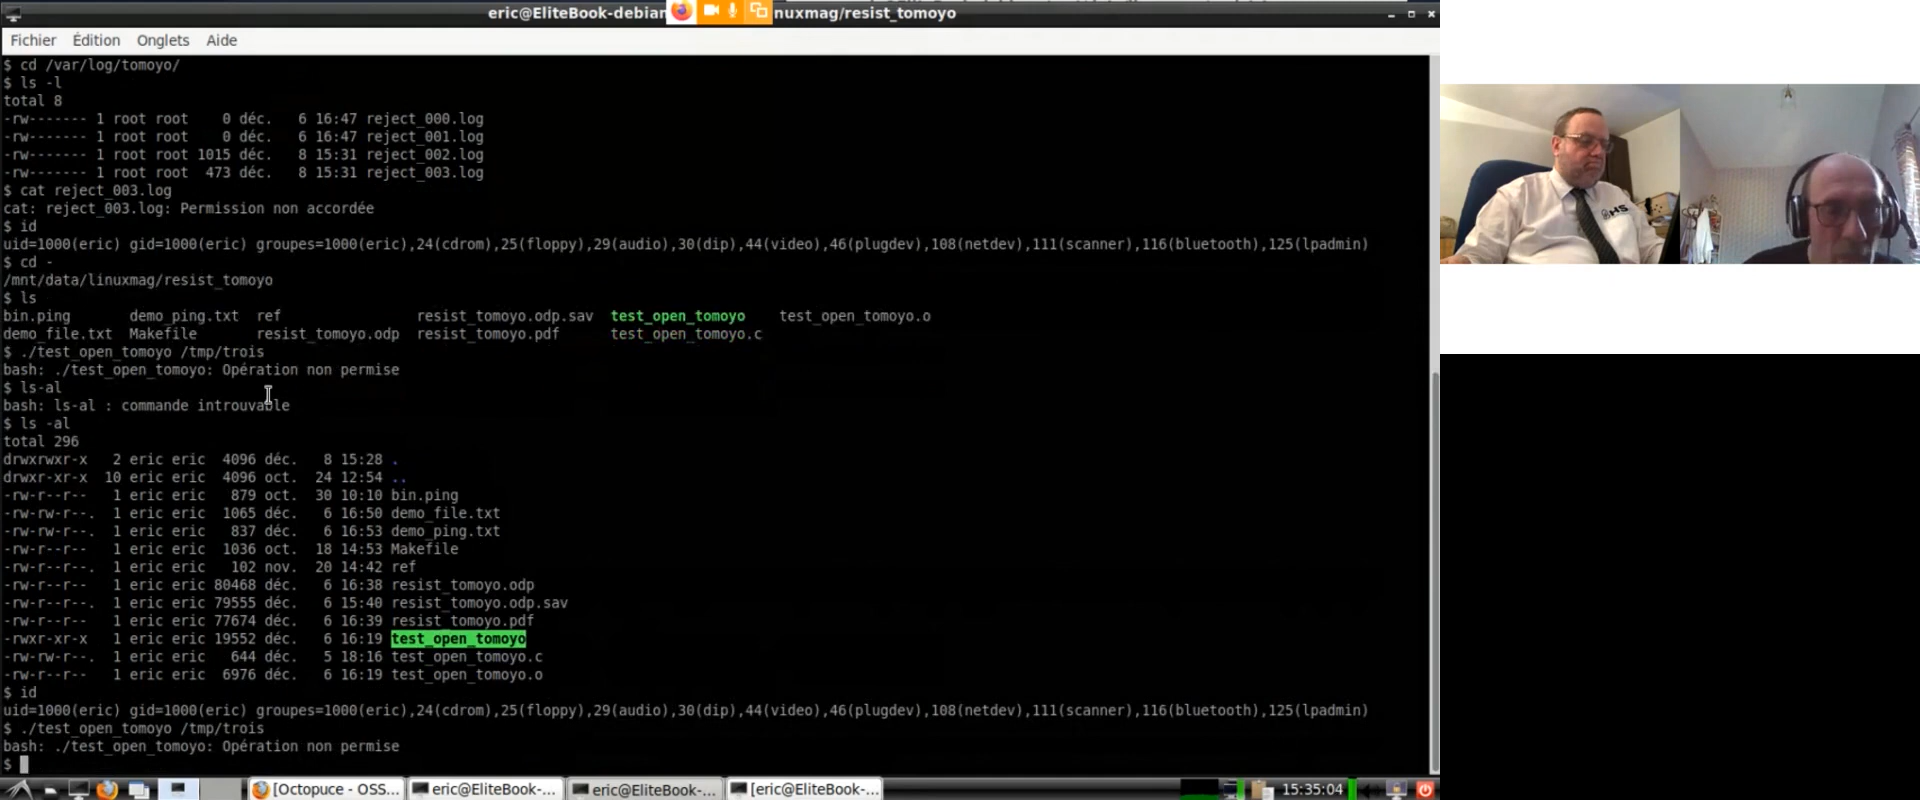 eric@EliteBook-debian
nuxmag/resist_tomoyo
Fichier Édition Onglets Aide
$ cd /var/log/tomoyo/
$ ls -l
total 8
-rw------- 1 root root    0 déc.   6 16:47 reject_000.log
-rw------- 1 root root    0 déc.   6 16:47 reject_001.log
-rw------- 1 root root 1015 déc.   8 15:31 reject_002.log
-rw------- 1 root root  473 déc.   8 15:31 reject_003.log
$ cat reject_003.log
cat: reject_003.log: Permission non accordée
$ id
uid=1000(eric) gid=1000(eric) groupes=1000(eric),24(cdrom),25(floppy),29(audio),30(dip),44(video),46(plugdev),108(netdev),111(scanner),116(bluetooth),125(lpadmin)
$ cd -
/mnt/data/linuxmag/resist_tomoyo
$ ls
bin.ping       demo_ping.txt  ref                resist_tomoyo.odp.sav  test_open_tomoyo    test_open_tomoyo.o
demo_file.txt  Makefile       resist_tomoyo.odp  resist_tomoyo.pdf      test_open_tomoyo.c
$ ./test_open_tomoyo /tmp/trois
bash: ./test_open_tomoyo: Opération non permise
$ ls-al
bash: ls-al : commande introuvable
$ ls -al
total 296
drwxrwxr-x   2 eric eric  4096 déc.   8 15:28 .
drwxr-xr-x  10 eric eric  4096 oct.  24 12:54 ..
-rw-r--r--   1 eric eric   879 oct.  30 10:10 bin.ping
-rw-rw-r--.  1 eric eric  1065 déc.   6 16:50 demo_file.txt
-rw-rw-r--.  1 eric eric   837 déc.   6 16:53 demo_ping.txt
-rw-r--r--   1 eric eric  1036 oct.  18 14:53 Makefile
-rw-r--r--.  1 eric eric   102 nov.  20 14:42 ref
-rw-r--r--   1 eric eric 80468 déc.   6 16:38 resist_tomoyo.odp
-rw-r--r--.  1 eric eric 79555 déc.   6 15:40 resist_tomoyo.odp.sav
-rw-r--r--   1 eric eric 77674 déc.   6 16:39 resist_tomoyo.pdf
-rwxr-xr-x   1 eric eric 19552 déc.   6 16:19 test_open_tomoyo
-rw-rw-r--.  1 eric eric   644 déc.   5 18:16 test_open_tomoyo.c
-rw-r--r--   1 eric eric  6976 déc.   6 16:19 test_open_tomoyo.o
$ id
uid=1000(eric) gid=1000(eric) groupes=1000(eric),24(cdrom),25(floppy),29(audio),30(dip),44(video),46(plugdev),108(netdev),111(scanner),116(bluetooth),125(lpadmin)
$ ./test_open_tomoyo /tmp/trois
bash: ./test_open_tomoyo: Opération non permise
$
[Octopuce - OSS... eric@EliteBook-... eric@EliteBook-... [eric@EliteBook-... 15:35:04